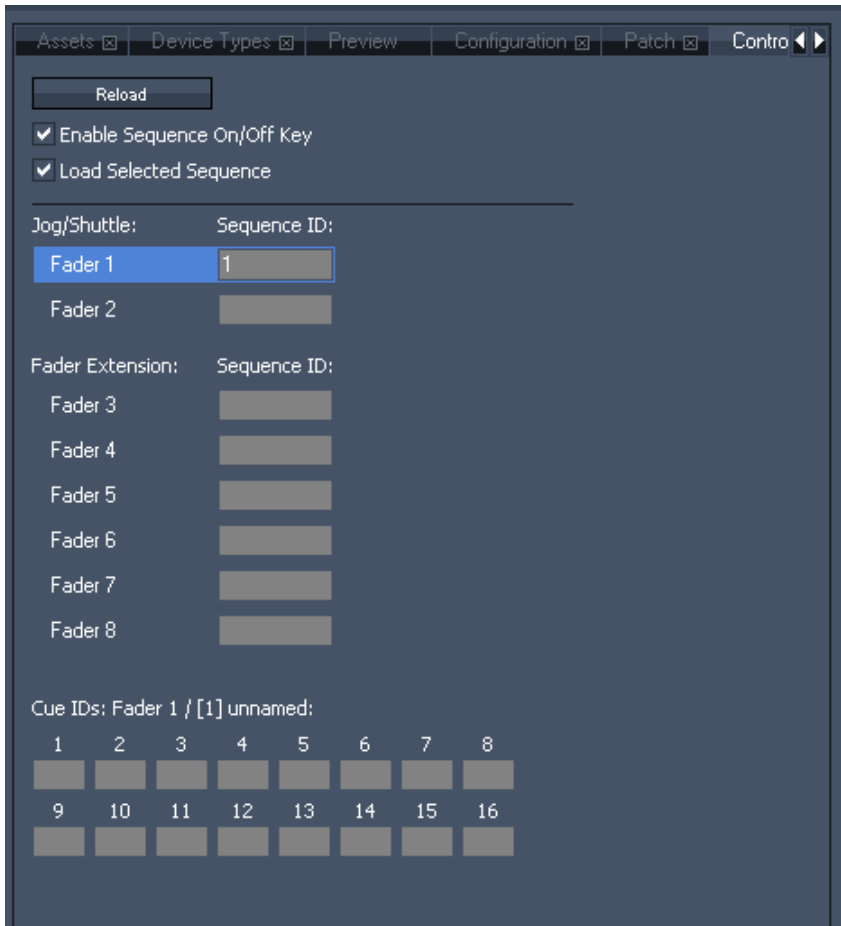 Assets Device Types Preview Configuration Patch Contro
Reload
Enable Sequence On/Off Key
Load Selected Sequence
Jog/Shuttle: Sequence ID:
Fader 1 1
Fader 2
Fader Extension: Sequence ID:
Fader 3
Fader 4
Fader 5
Fader 6
Fader 7
Fader 8
Cue IDs: Fader 1 / [1] unnamed:
1 2 3 4 5 6 7 8
9 10 11 12 13 14 15 16